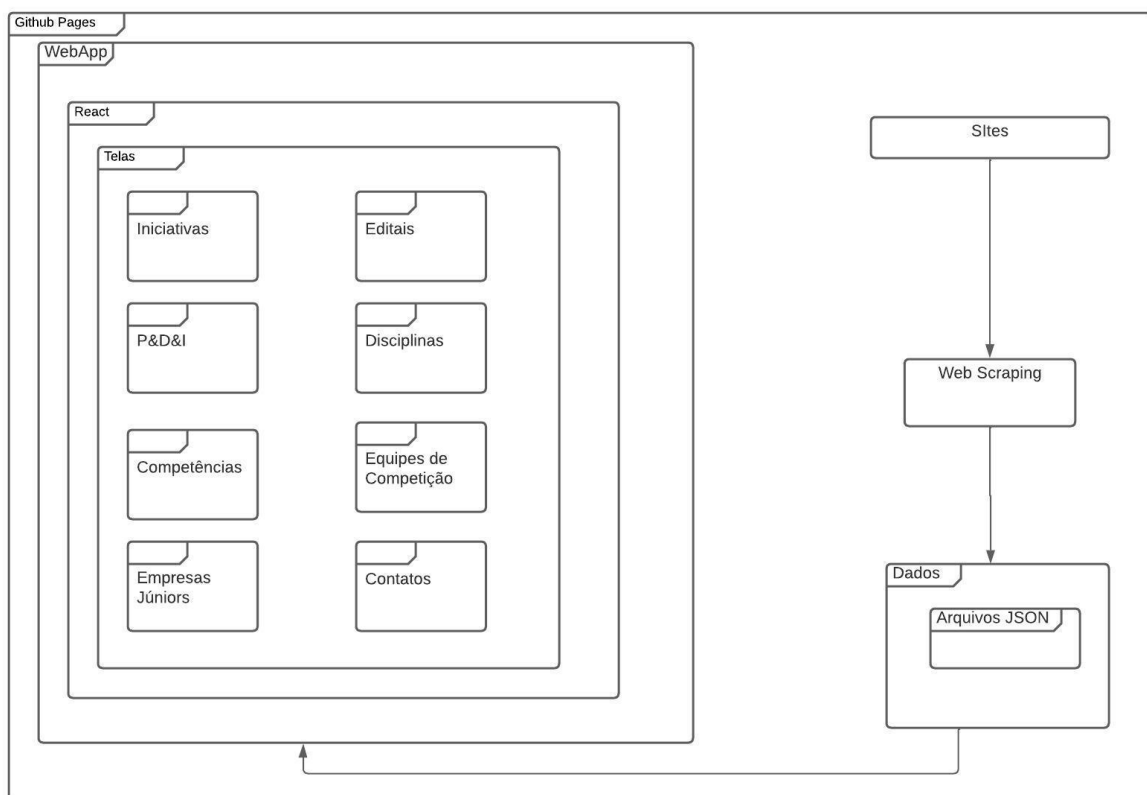 Github Pages
WebApp
React
Telas
SItes
Iniciativas
Editais
P&D&I
Disciplinas
Web Scraping
Competências
Equipes de
Competição
Empresas
Júniors
Contatos
Dados
Arquivos JSON